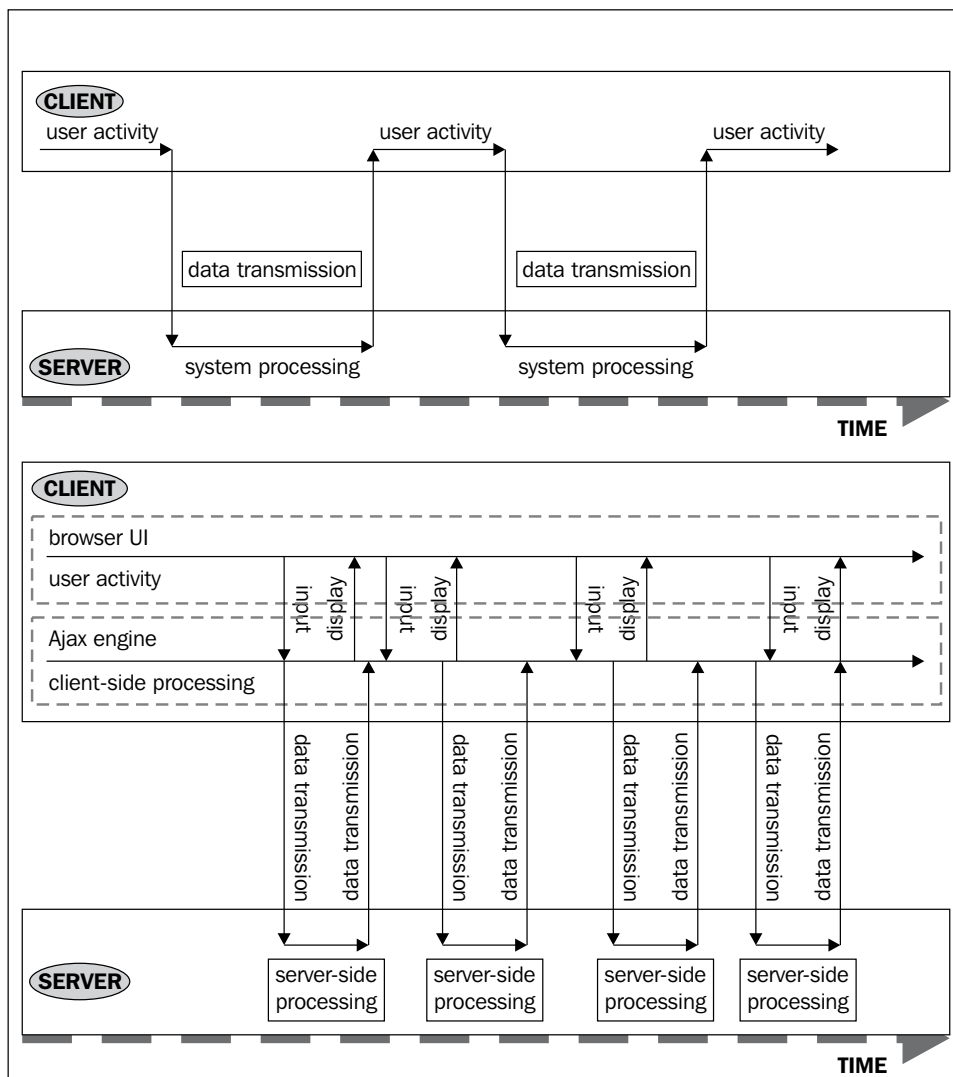 CLIENT
user activity user activity user activity
data transmission data transmission
SERVER
system processing system processing
TIME
CLIENT
browser UI
user activity
input display input display input display input display
Ajax engine
client-side processing
data transmission data transmission data transmission data transmission data transmission data transmission data transmission data transmission
SERVER
server-side server-side server-side server-side
processing processing processing processing
TIME